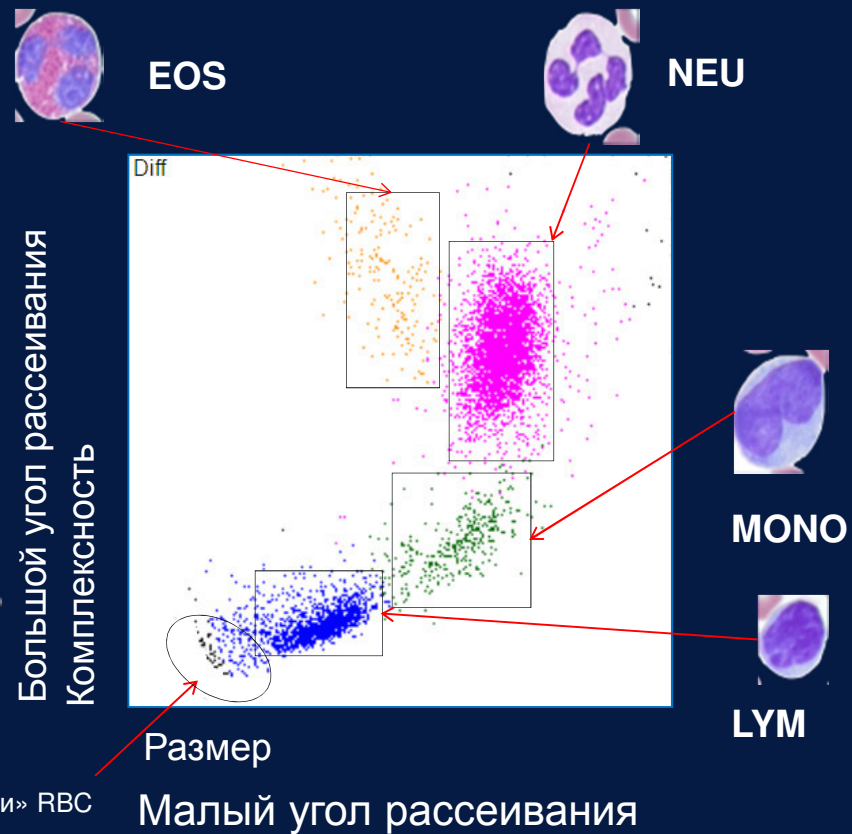 EOS
NEU
Diff
Большой угол рассеивания
Комплексность
MONO
LYM
Размер
RBC
Малый угол рассеивания